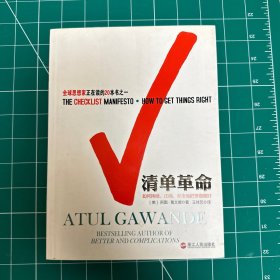 全球思想家正在读的20本书之一
THE CHECKLIST MANIFESTO • HOW TO GET THINGS RIGHT
清单革命
ATUL GAWANDE
BESTSELLING AUTHOR OF
BETTER AND COMPLICATIONS
浙江人民出版社